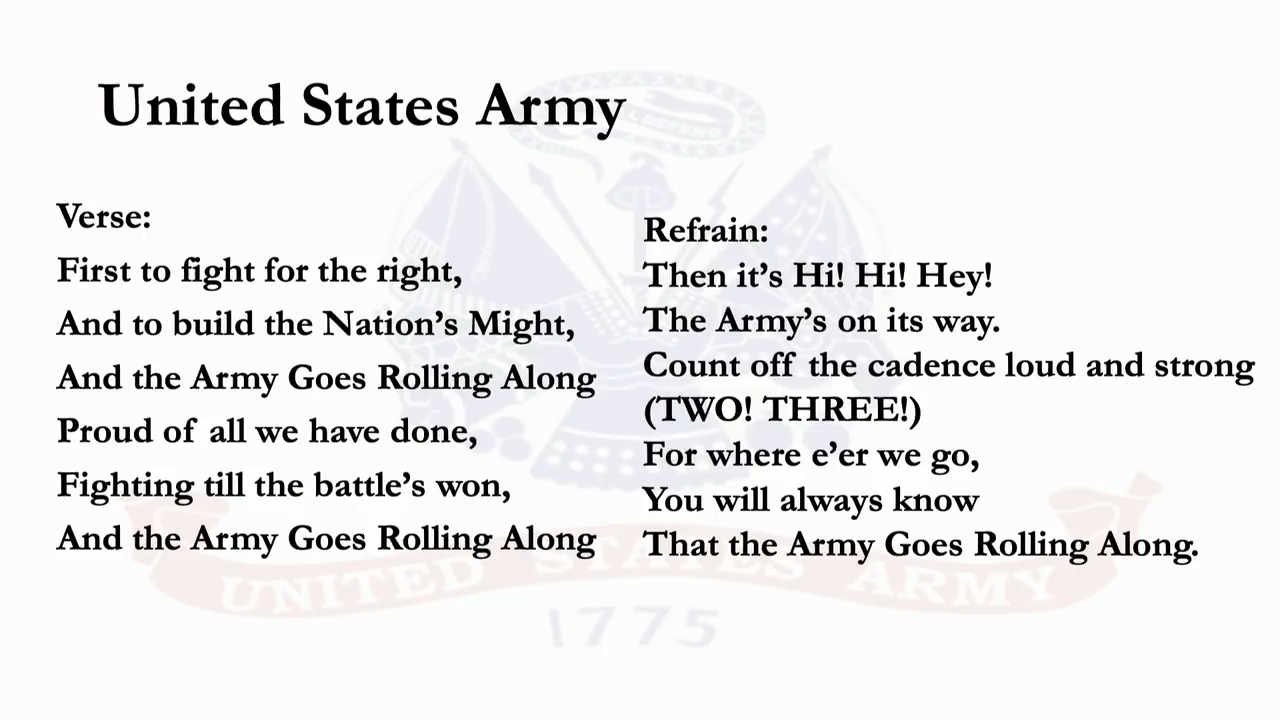 United States Army
Verse:
First to fight for the right,
And to build the Nation’s Might,
And the Army Goes Rolling Along
Proud of all we have done,
Fighting till the battle’s won,
And the Army Goes Rolling Along
Refrain:
Then it’s Hi! Hi! Hey!
The Army’s on its way.
Count off the cadence loud and strong
(TWO! THREE!)
For where e’er we go,
You will always know
That the Army Goes Rolling Along.
UNITED STATES ARMY
1775